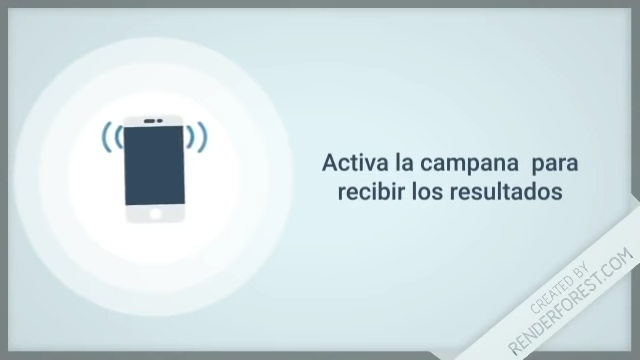 Activa la campana  para
recibir los resultados
CREATED BY
RENDERFOREST.COM